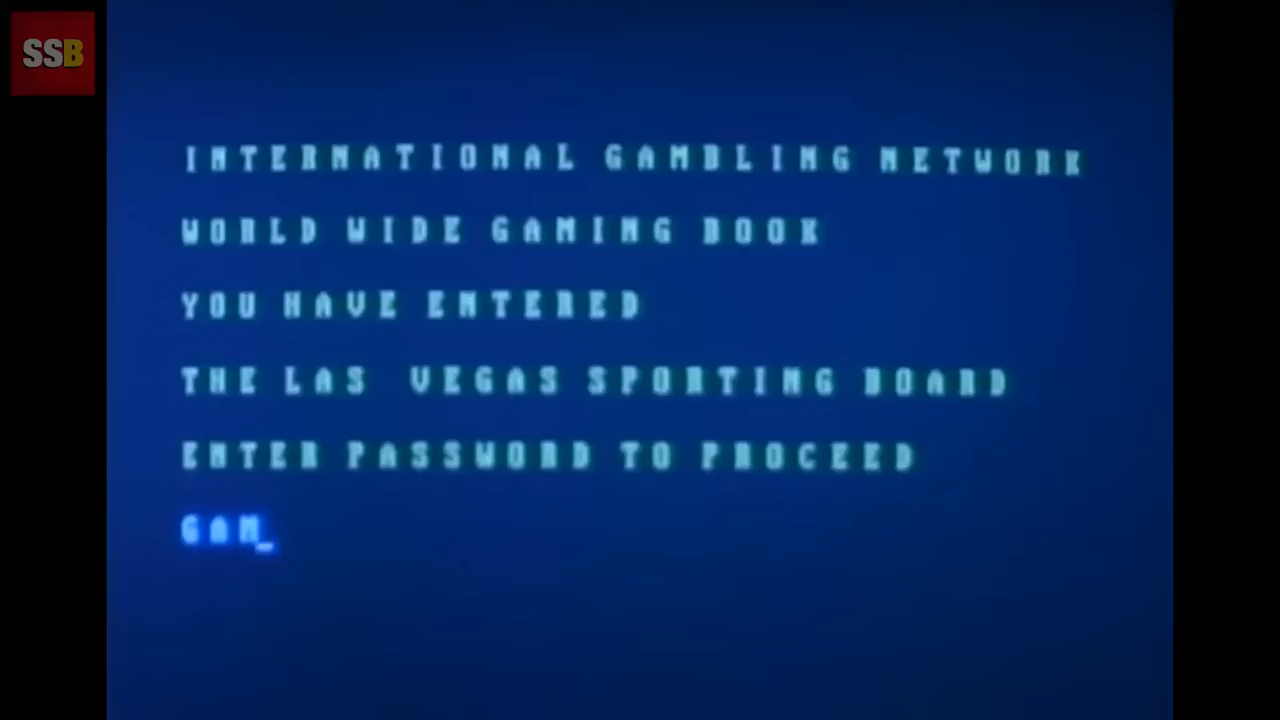 SSB
INTERNATIONAL GAMBLING NETWORK
WORLD WIDE GAMING BOOK
YOU HAVE ENTERED
THE LAS VEGAS SPORTING BOARD
ENTER PASSWORD TO PROCEED
GAM_